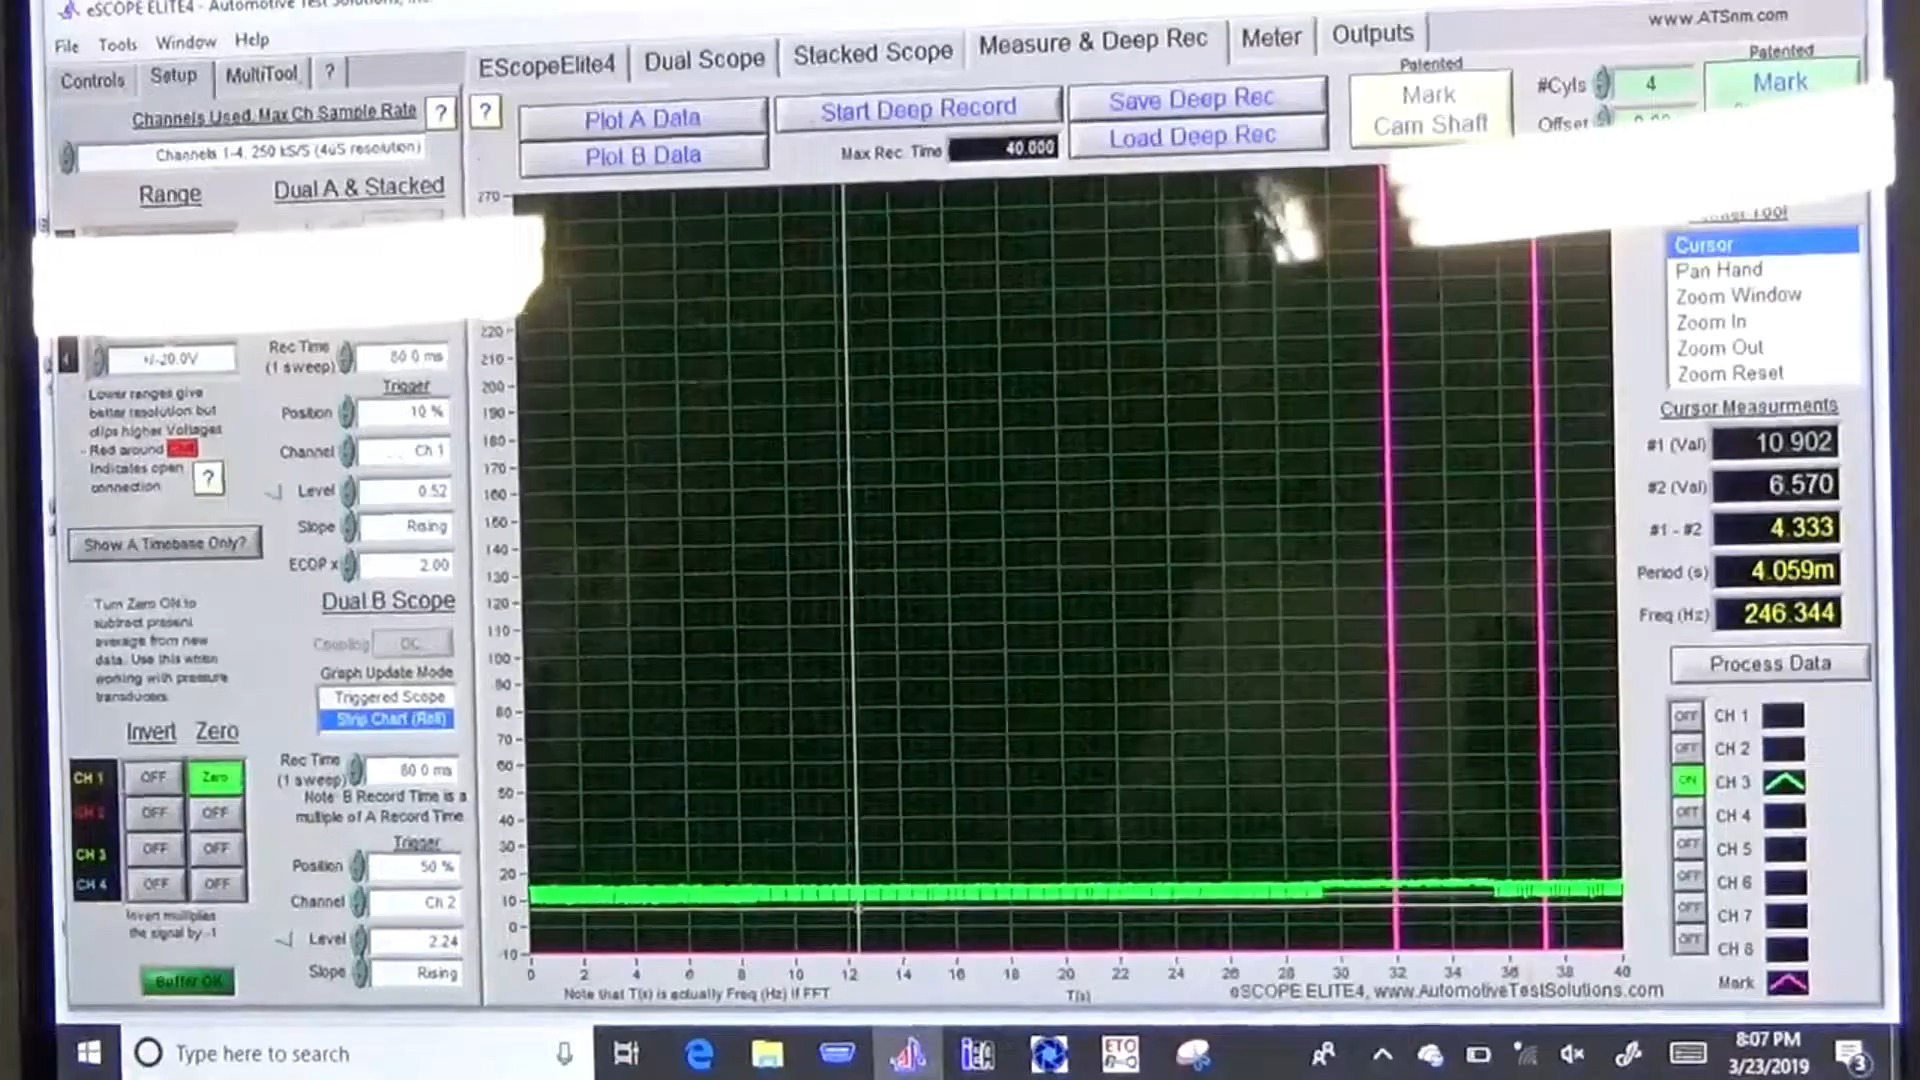 eSCOPE ELITE4 - Automotive Test Solutions, Inc.
www.ATSnm.com
File Tools Window Help
Controls Setup MultiTool ?
EScopeElite4 Dual Scope Stacked Scope Measure & Deep Rec Meter Outputs
Channels Used, Max Ch Sample Rate ?
Channels 1-4, 250 kS/S (4uS resolution)
Range Dual A & Stacked
+/-20.0V
Lower ranges give
better resolution but
clips higher Voltages
- Red around
Indicates open
connection
?
Show A Timebase Only?
Turn Zero ON to
subtract present
average from new
data. Use this when
working with pressure
transducers.
Rec Time
(1 sweep) 80.0 ms
Trigger
Position 10 %
Channel Ch 1
Level 0.52
Slope Rising
ECOP x 2.00
Dual B Scope
Coupling DC
Graph Update Mode
Triggered Scope
Strip Chart (Roll)
Invert Zero
CH 1 OFF Zero
CH 2 OFF OFF
CH 3 OFF OFF
CH 4 OFF OFF
Invert multiplies
the signal by -1
Buffer OK
Rec Time
(1 sweep) 80.0 ms
Note: B Record Time is a
multiple of A Record Time
Trigger
Position 50 %
Channel Ch 2
Level 2.24
Slope Rising
?
Plot A Data
Plot B Data
Start Deep Record
Max Rec. Time 40.000
Save Deep Rec
Load Deep Rec
Patented
Mark
Cam Shaft
#Cyls 4
Offset 0.00
Patented
Mark
270
220
210
200
190
180
170
160
150
140
130
120
110
100
90
80
70
60
50
40
30
20
10
0
-10
0 2 4 6 8 10 12 14 16 18 20 22 24 26 28 30 32 34 36 38 40
Note that T(s) is actually Freq (Hz) if FFT
T(s)
eSCOPE ELITE4, www.AutomotiveTestSolutions.com
Cursor
Pan Hand
Zoom Window
Zoom In
Zoom Out
Zoom Reset
Cursor Measurments
#1 (Val) 10.902
#2 (Val) 6.570
#1 - #2 4.333
Period (s) 4.059m
Freq (Hz) 246.344
Process Data
OFF CH 1
OFF CH 2
ON CH 3
OFF CH 4
OFF CH 5
OFF CH 6
OFF CH 7
OFF CH 8
Mark
Type here to search
ETO
8:07 PM
3/23/2019
3